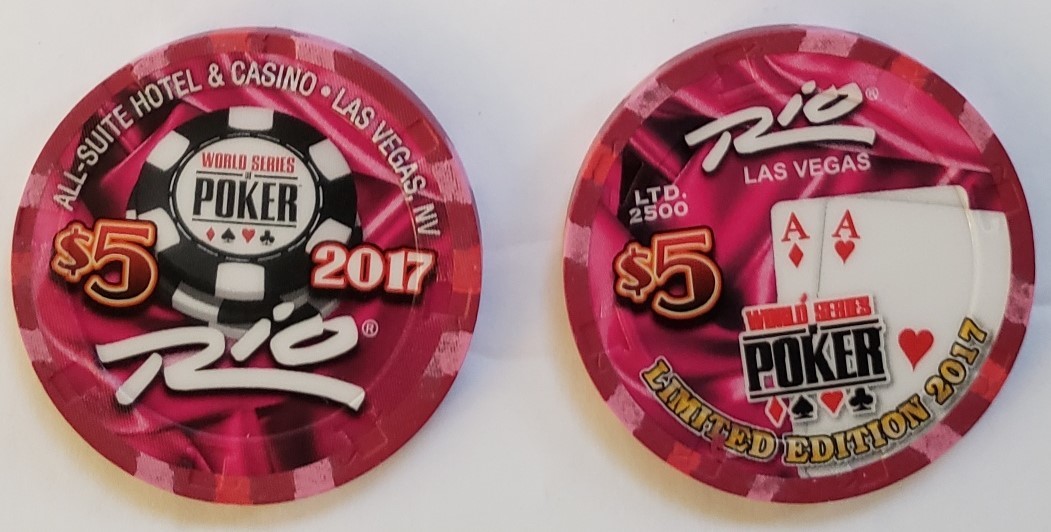 ALL-SUITE HOTEL & CASINO • LAS VEGAS, NV
WORLD SERIES
of
POKER
$5
2017
Rio®
Rio®
LAS VEGAS
LTD.
2500
$5
A A
WORLD SERIES
POKER
LIMITED EDITION 2017